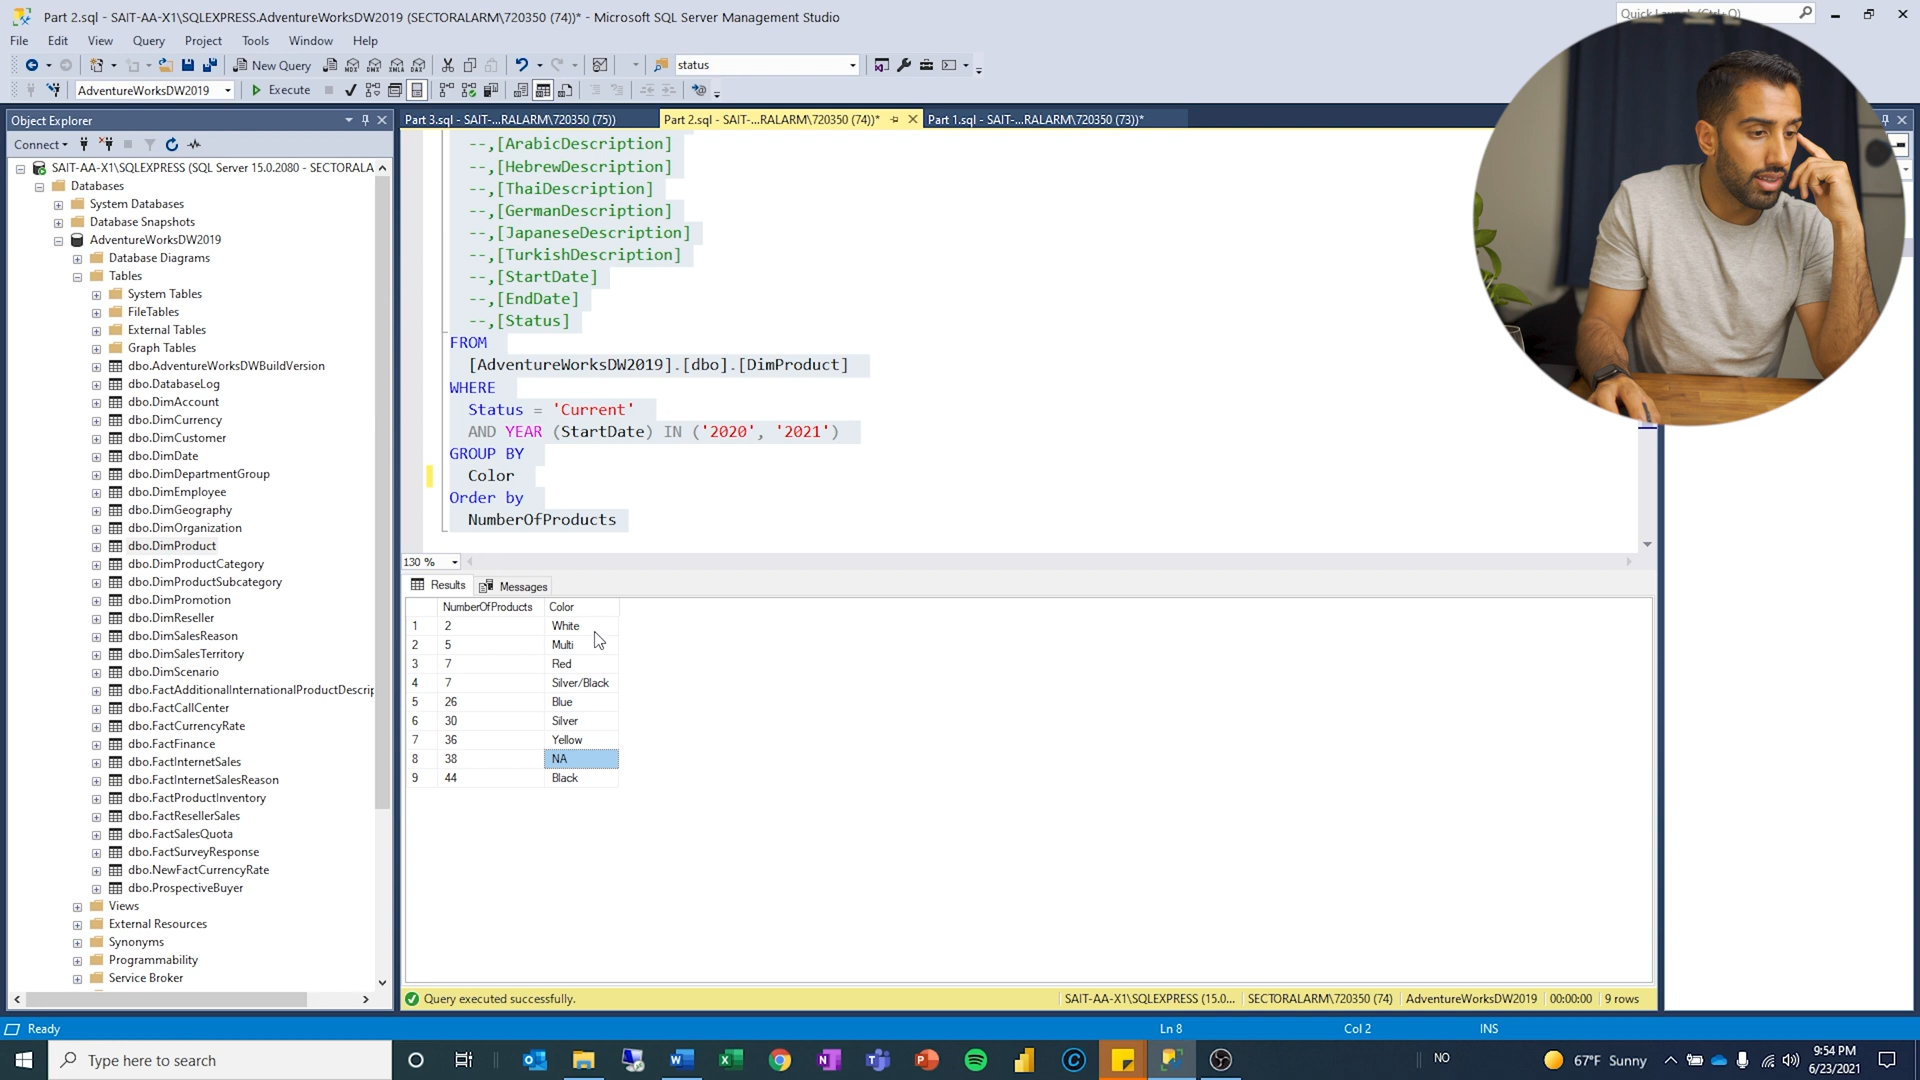 Part 2.sql - SAIT-AA-X1\SQLEXPRESS.AdventureWorksDW2019 (SECTORALARM\720350 (74))* - Microsoft SQL Server Management Studio
Quick Launch (Ctrl+Q)
File Edit View Query Project Tools Window Help
New Query
MDX DMX XMLA DAX
status
AdventureWorksDW2019
Execute
Object Explorer
Part 3.sql - SAIT-...RALARM\720350 (75))
Part 2.sql - SAIT-...RALARM\720350 (74))*
Part 1.sql - SAIT-...RALARM\720350 (73))*
Connect
SAIT-AA-X1\SQLEXPRESS (SQL Server 15.0.2080 - SECTORALA
Databases
System Databases
Database Snapshots
AdventureWorksDW2019
Database Diagrams
Tables
System Tables
FileTables
External Tables
Graph Tables
dbo.AdventureWorksDWBuildVersion
dbo.DatabaseLog
dbo.DimAccount
dbo.DimCurrency
dbo.DimCustomer
dbo.DimDate
dbo.DimDepartmentGroup
dbo.DimEmployee
dbo.DimGeography
dbo.DimOrganization
dbo.DimProduct
dbo.DimProductCategory
dbo.DimProductSubcategory
dbo.DimPromotion
dbo.DimReseller
dbo.DimSalesReason
dbo.DimSalesTerritory
dbo.DimScenario
dbo.FactAdditionalInternationalProductDescrip
dbo.FactCallCenter
dbo.FactCurrencyRate
dbo.FactFinance
dbo.FactInternetSales
dbo.FactInternetSalesReason
dbo.FactProductInventory
dbo.FactResellerSales
dbo.FactSalesQuota
dbo.FactSurveyResponse
dbo.NewFactCurrencyRate
dbo.ProspectiveBuyer
Views
External Resources
Synonyms
Programmability
Service Broker
--,[ArabicDescription]
--,[HebrewDescription]
--,[ThaiDescription]
--,[GermanDescription]
--,[JapaneseDescription]
--,[TurkishDescription]
--,[StartDate]
--,[EndDate]
--,[Status]
FROM
[AdventureWorksDW2019].[dbo].[DimProduct]
WHERE
Status = 'Current'
AND YEAR (StartDate) IN ('2020', '2021')
GROUP BY
Color
Order by
NumberOfProducts
130 %
Results Messages
NumberOfProducts Color
1 2 White
2 5 Multi
3 7 Red
4 7 Silver/Black
5 26 Blue
6 30 Silver
7 36 Yellow
8 38 NA
9 44 Black
Query executed successfully.
SAIT-AA-X1\SQLEXPRESS (15.0... SECTORALARM\720350 (74) AdventureWorksDW2019 00:00:00 9 rows
Ready
Ln 8 Col 2 INS
Type here to search
NO
67°F Sunny
9:54 PM
6/23/2021